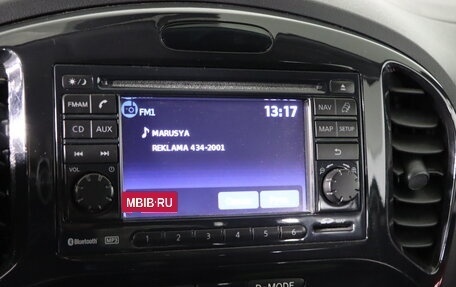 FM1
13:17
FM•AM
NAV
CD
AUX
MARUSYA
MAP
SETUP
REKLAMA 434-2001
VOL
MBIB•RU
Bluetooth
MP3
1 2 3 4 5 6
D-MODE